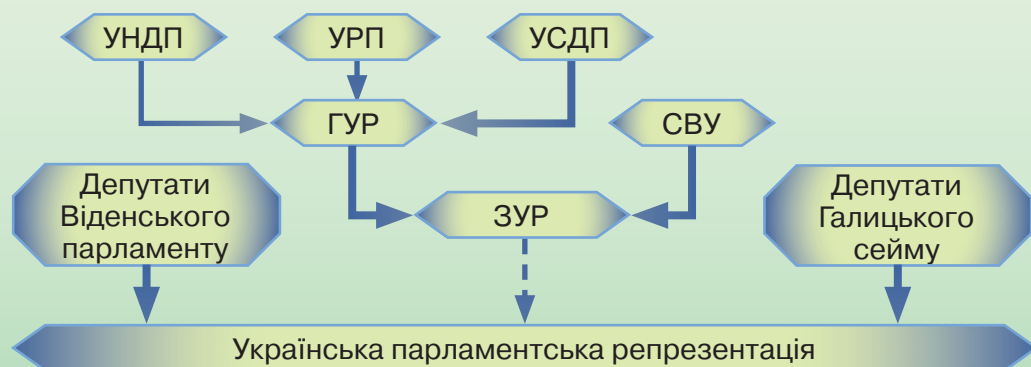 УНДП
УРП
УСДП
ГУР
СВУ
Депутати
Віденського
парламенту
ЗУР
Депутати
Галицького
сейму
Українська парламентська репрезентація